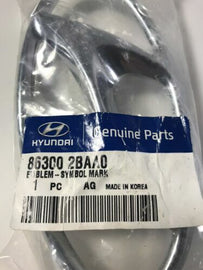 HYUNDAI
Genuine Parts
86300 2BAA0
EMBLEM-SYMBOL MARK
1 PC AG MADE IN KOREA